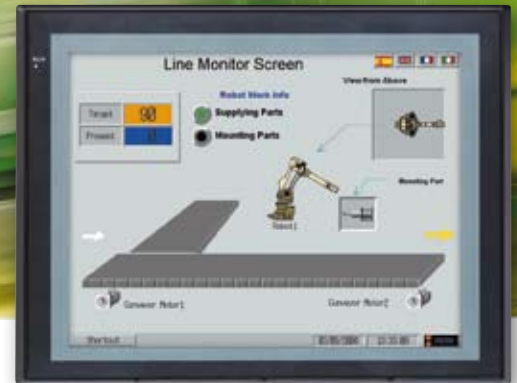 Line Monitor Screen
View from Above
Robot Work Info
Target 90
Supplying Parts
Present 0
Mounting Parts
Mounting Part
Robot1
Conveyor Motor1
Conveyor Motor2
Shortcut